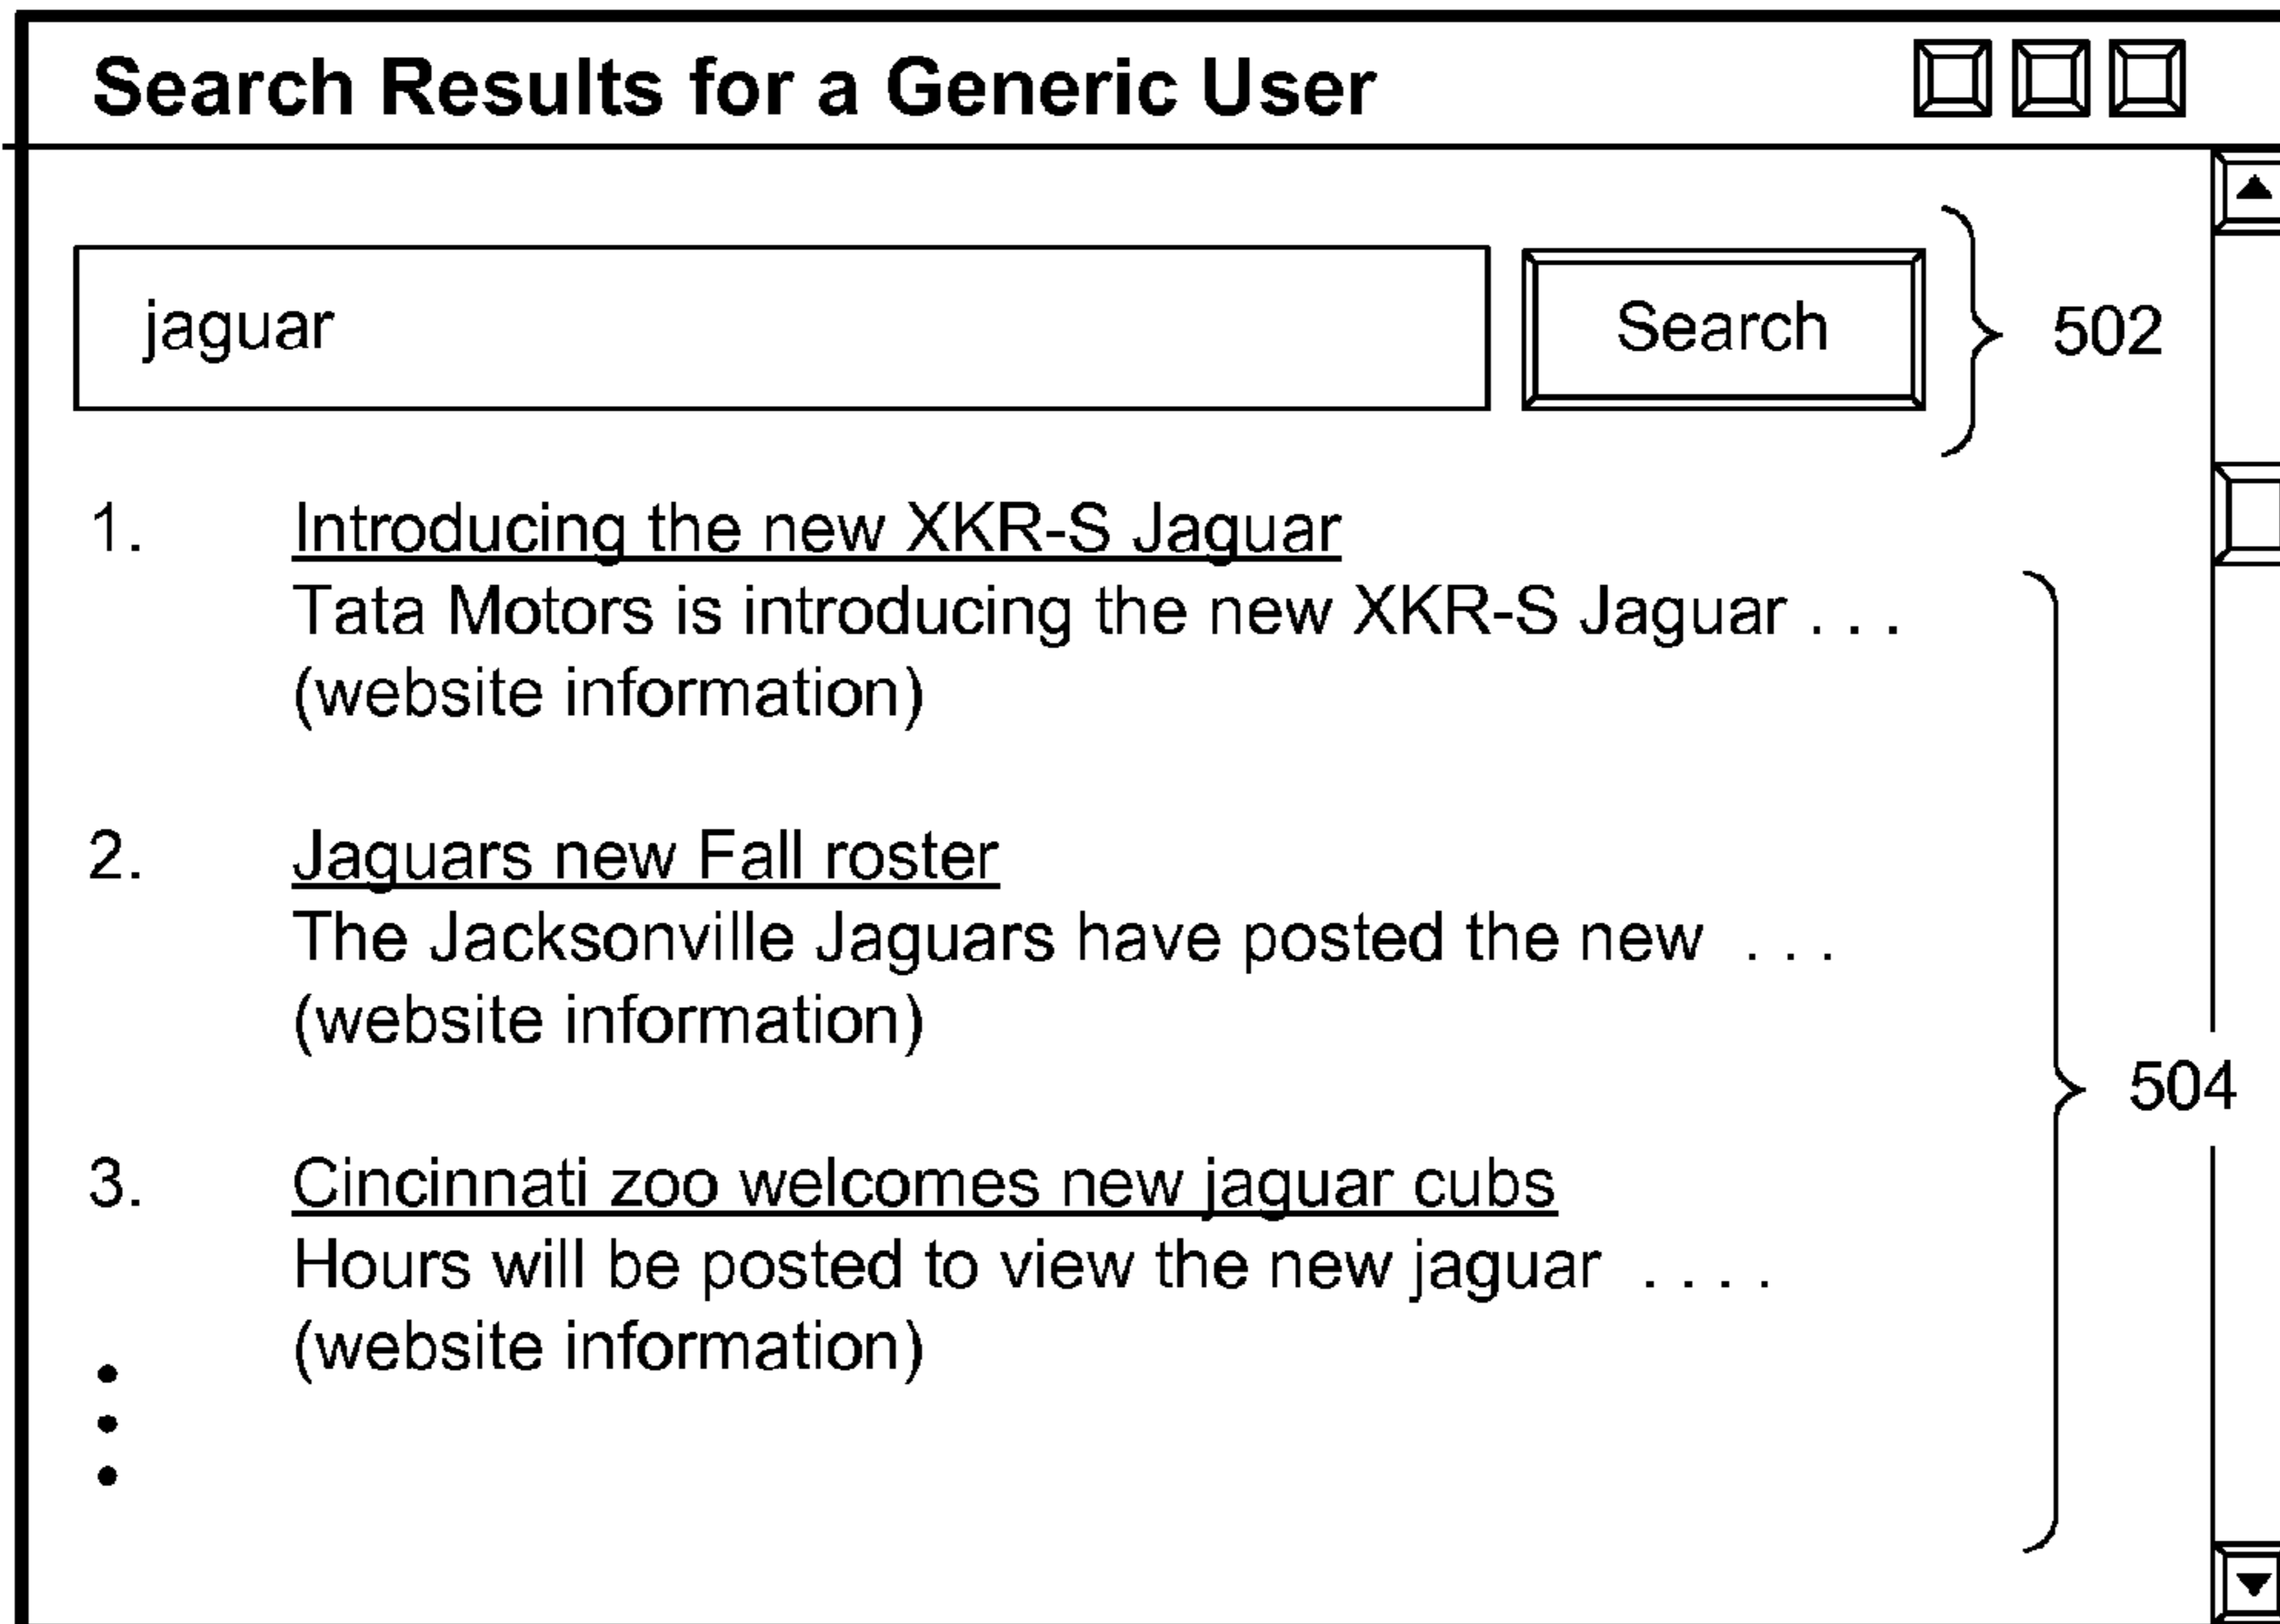 Search Results for a Generic User
jaguar
Search
502
1. Introducing the new XKR-S Jaguar
Tata Motors is introducing the new XKR-S Jaguar . . .
(website information)
2. Jaguars new Fall roster
The Jacksonville Jaguars have posted the new . . .
(website information)
504
3. Cincinnati zoo welcomes new jaguar cubs
Hours will be posted to view the new jaguar . . . .
(website information)